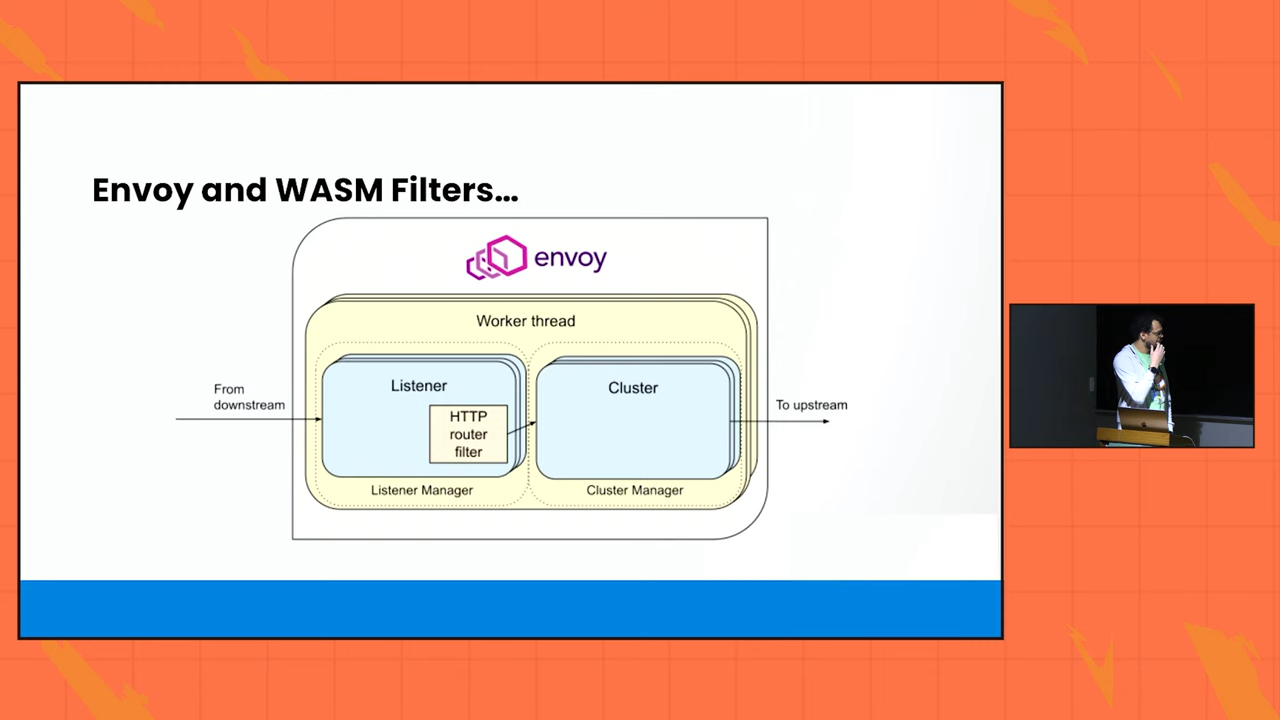 Envoy and WASM Filters...
envoy
Worker thread
From
downstream
Listener
HTTP
router
filter
Listener Manager
Cluster
Cluster Manager
To upstream